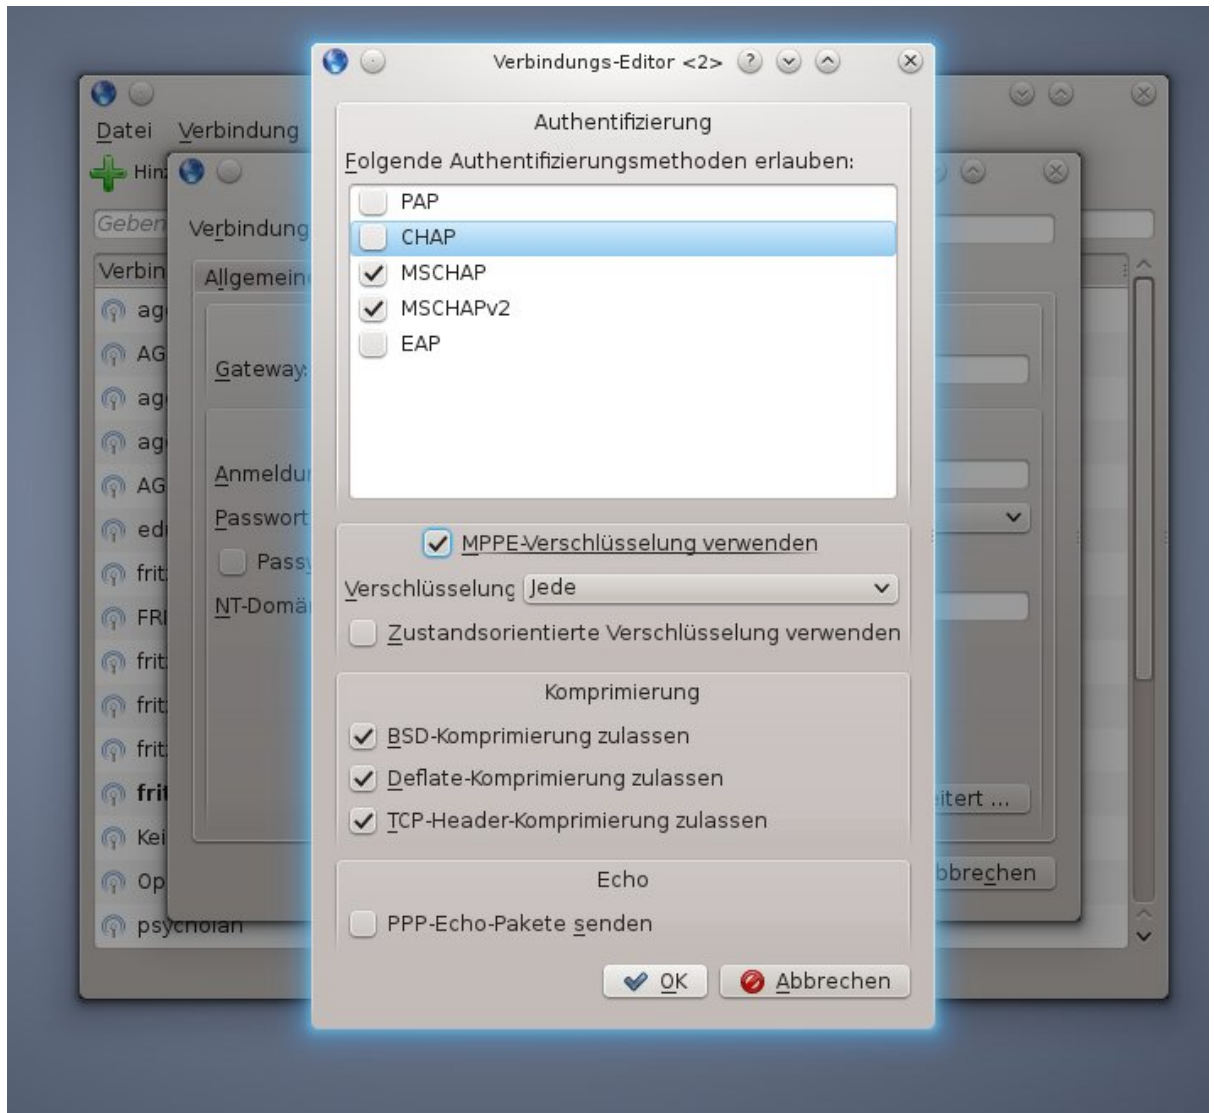 Verbindungs-Editor <2>
Datei Verbindung
Authentifizierung
Folgende Authentifizierungsmethoden erlauben:
PAP
CHAP
MSCHAP
MSCHAPv2
EAP
MPPE-Verschlüsselung verwenden
Verschlüsselung Jede
Zustandsorientierte Verschlüsselung verwenden
Komprimierung
BSD-Komprimierung zulassen
Deflate-Komprimierung zulassen
TCP-Header-Komprimierung zulassen
Echo
PPP-Echo-Pakete senden
OK Abbrechen
Geben
Verbindung
Allgemein
Gateway:
Passwort
psycholan